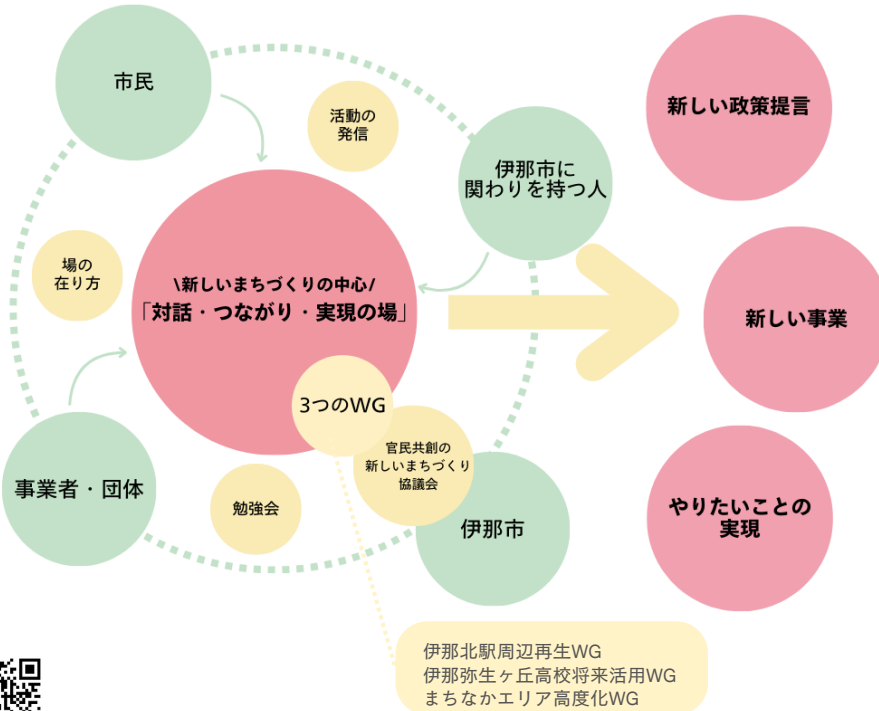 市民
活動の
発信
伊那市に
関わりを持つ人
場の
在り方
\新しいまちづくりの中心/
「対話・つながり・実現の場」
3つのWG
官民共創の
新しいまちづくり
協議会
事業者・団体
勉強会
伊那市
新しい政策提言
新しい事業
やりたいことの
実現
伊那北駅周辺再生WG
伊那弥生ヶ丘高校将来活用WG
まちなかエリア高度化WG